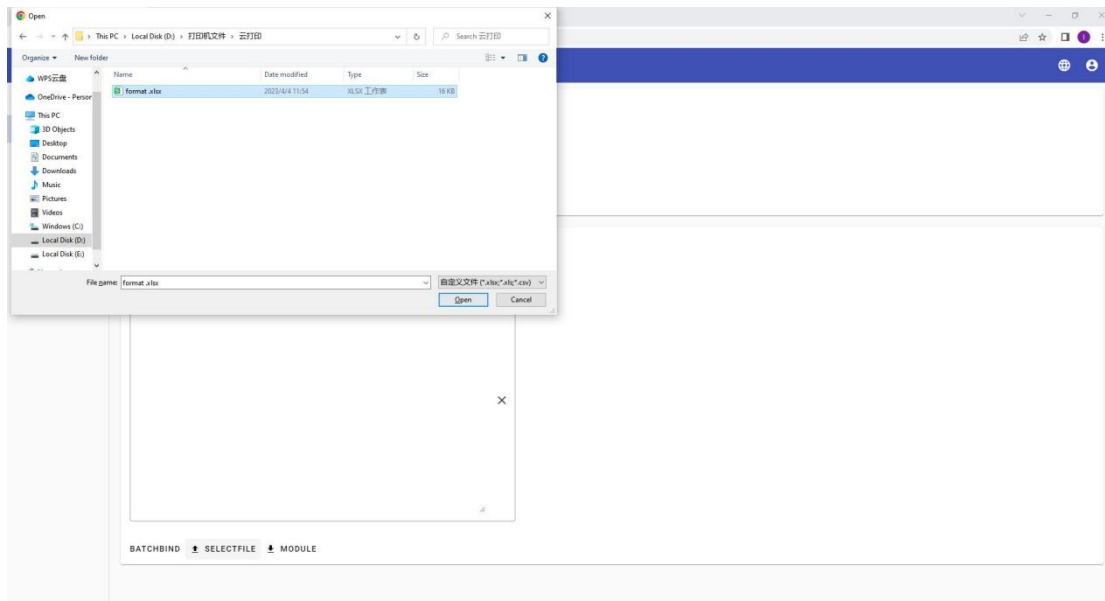 Open
This PC › Local Disk (D:) › 打印机文件 › 云打印
Search 云打印
Organize
New folder
WPS云盘
OneDrive - Person
This PC
3D Objects
Desktop
Documents
Downloads
Music
Pictures
Videos
Windows (C:)
Local Disk (D:)
Local Disk (E:)
Name Date modified Type Size
format .xlsx 2023/4/4 11:54 XLSX 工作表 16 KB
File name: format .xlsx 自定义文件 (*.xlsx;*.xls;*.csv)
Open Cancel
BATCHBIND SELECTFILE MODULE